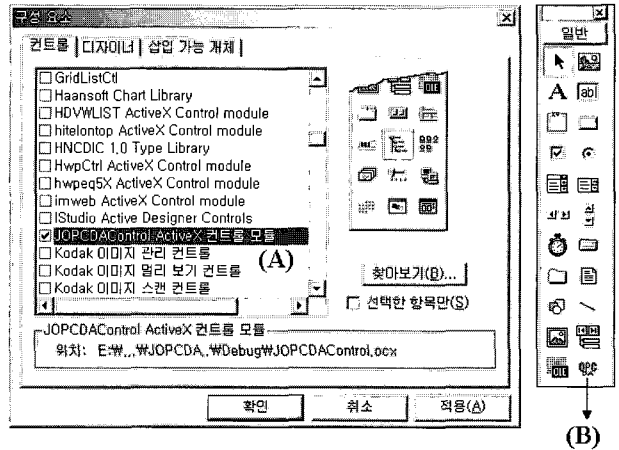 구성 요소
컨트롤 디자이너 삽입 가능 개체
GridListCtl
Haansoft Chart Library
HDVWLIST ActiveX Control module
hitelontop ActiveX Control module
HNCDIC 1.0 Type Library
HwpCtrl ActiveX Control module
hwpeq5X ActiveX Control module
imweb ActiveX Control module
IStudio Active Designer Controls
JOPCDAControl ActiveX 컨트롤 모듈
Kodak 이미지 관리 컨트롤
Kodak 이미지 멀리 보기 컨트롤
Kodak 이미지 스캔 컨트롤
(A)
찾아보기(B)...
선택한 항목만(S)
JOPCDAControl ActiveX 컨트롤 모듈
위치: E:₩...₩JOPCDA..₩Debug₩JOPCDAControl.ocx
확인 취소 적용(A)
일반
A ab
OPC
(B)